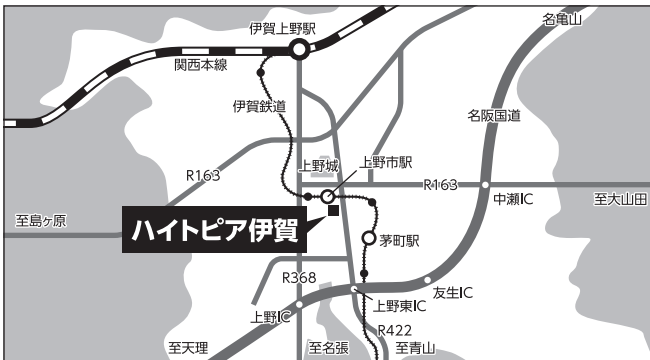 伊賀上野駅
名亀山
関西本線
伊賀鉄道
名阪国道
上野城
上野市駅
R163
R163
中瀬IC
至大山田
至島ヶ原
ハイトピア伊賀
茅町駅
R368
友生IC
上野IC
上野東IC
R422
至天理
至名張
至青山